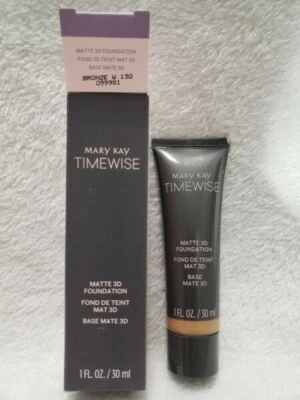 MATTE 3D FOUNDATION
FOND DE TEINT MAT 3D
BASE MATE 3D
BRONZE W 130
099981
MARY KAY
TIMEWISE
MATTE 3D
FOUNDATION
FOND DE TEINT
MAT 3D
BASE MATE 3D
1 FL. OZ. / 30 ml
MARY KAY
TIMEWISE
MATTE 3D
FOUNDATION
FOND DE TEINT
MAT 3D
BASE
MATE 3D
1 FL. OZ. / 30 ml